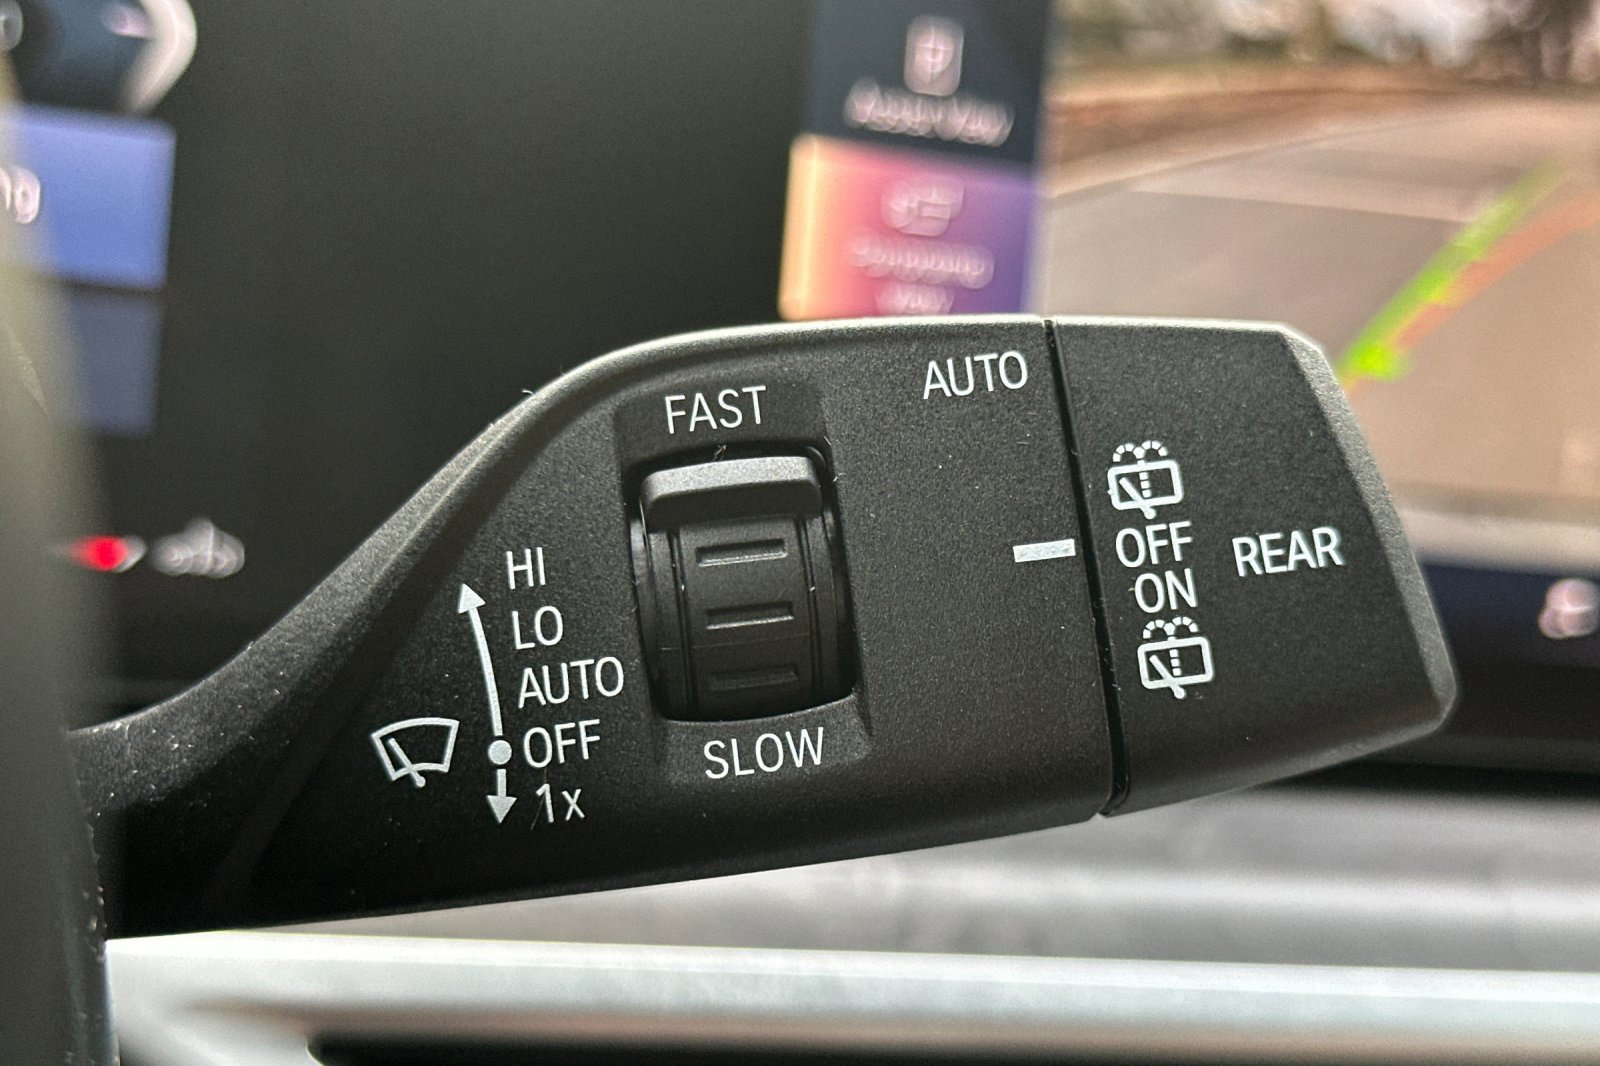 FAST
AUTO
HI
LO
AUTO
OFF
1x
SLOW
OFF
ON
REAR